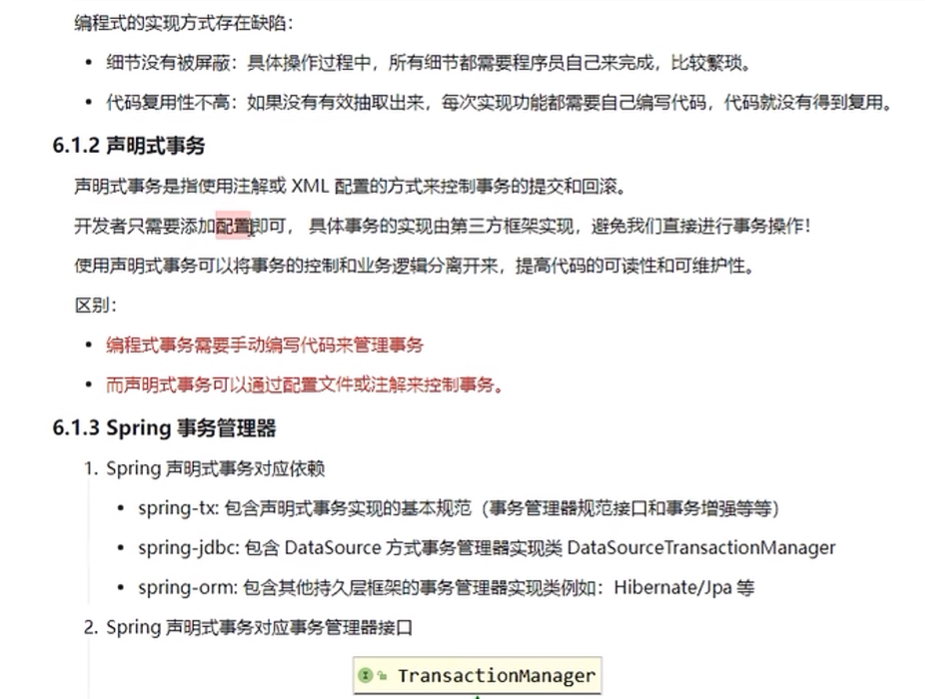 编程式的实现方式存在缺陷：
• 细节没有被屏蔽：具体操作过程中，所有细节都需要程序员自己来完成，比较繁琐。
• 代码复用性不高：如果没有有效抽取出来，每次实现功能都需要自己编写代码，代码就没有得到复用。
6.1.2 声明式事务
声明式事务是指使用注解或 XML 配置的方式来控制事务的提交和回滚。
开发者只需要添加配置即可， 具体事务的实现由第三方框架实现，避免我们直接进行事务操作！
使用声明式事务可以将事务的控制和业务逻辑分离开来，提高代码的可读性和可维护性。
区别：
• 编程式事务需要手动编写代码来管理事务
• 而声明式事务可以通过配置文件或注解来控制事务。
6.1.3 Spring 事务管理器
1. Spring 声明式事务对应依赖
• spring-tx: 包含声明式事务实现的基本规范（事务管理器规范接口和事务增强等等）
• spring-jdbc: 包含 DataSource 方式事务管理器实现类 DataSourceTransactionManager
• spring-orm: 包含其他持久层框架的事务管理器实现类例如：Hibernate/Jpa 等
2. Spring 声明式事务对应事务管理器接口
I TransactionManager